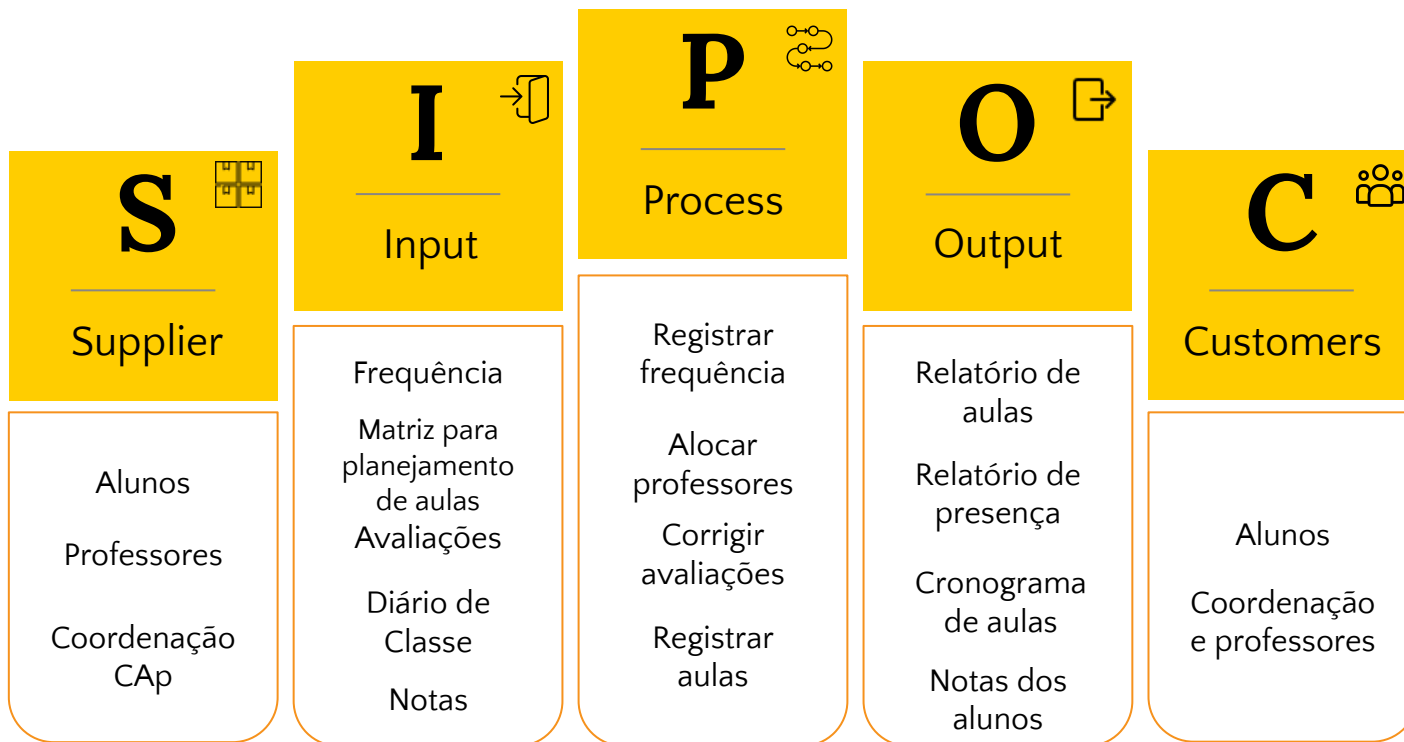 S
Supplier
Alunos
Professores
Coordenação
CAp
I
Input
Frequência
Matriz para
planejamento
de aulas
Avaliações
Diário de
Classe
Notas
P
Process
Registrar
frequência
Alocar
professores
Corrigir
avaliações
Registrar
aulas
O
Output
Relatório de
aulas
Relatório de
presença
Cronograma
de aulas
Notas dos
alunos
C
Customers
Alunos
Coordenação
e professores